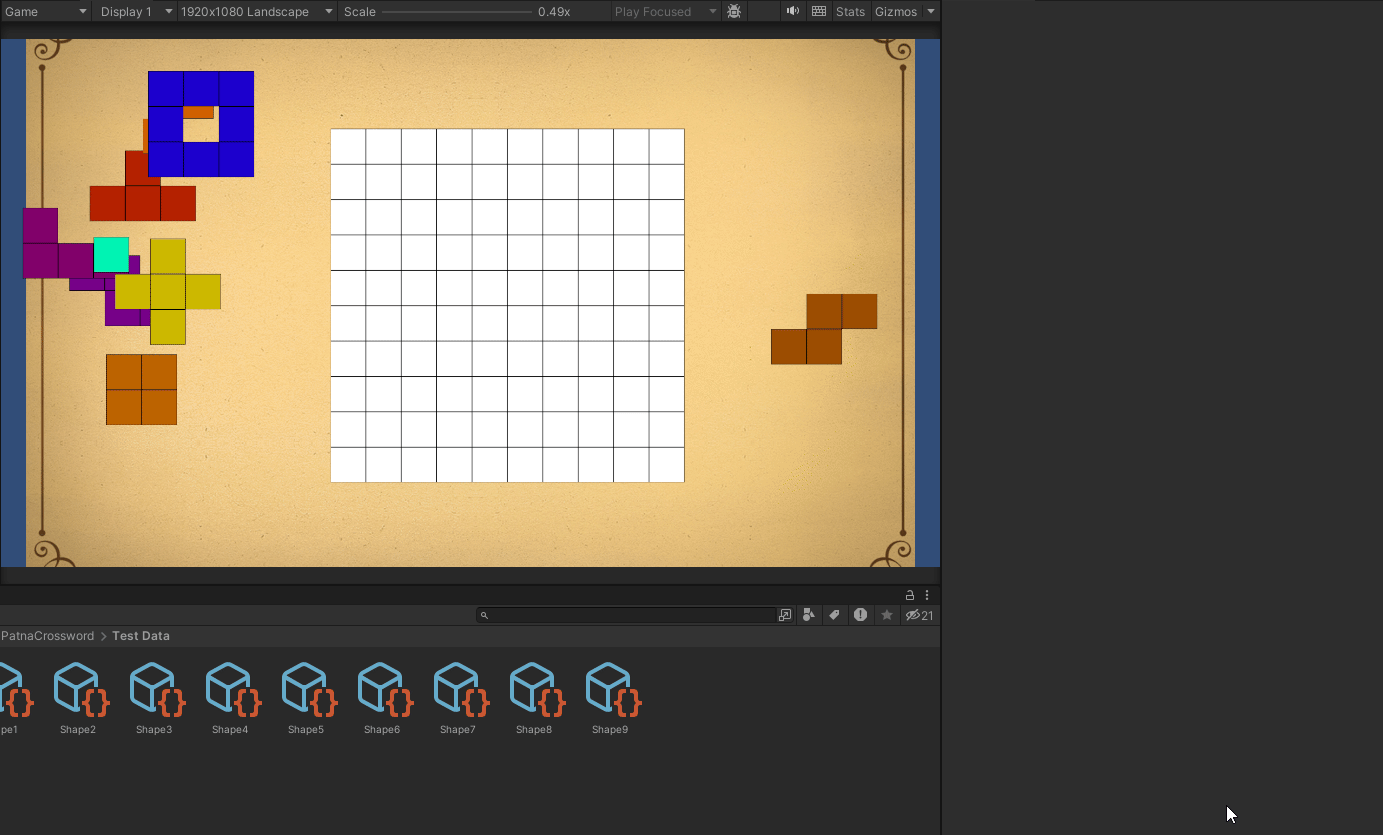 Game Display 1 1920x1080 Landscape Scale 0.49x Play Focused Stats Gizmos
21
PatnaCrossword > Test Data
pe1 Shape2 Shape3 Shape4 Shape5 Shape6 Shape7 Shape8 Shape9